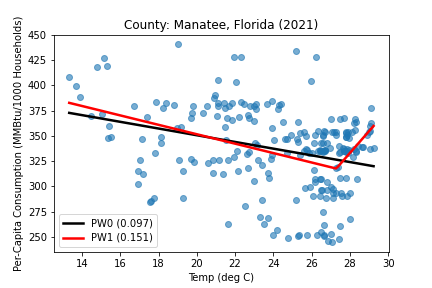 County: Manatee, Florida (2021)
Per-Capita Consumption (MMBtu/1000 Households)
450
425
400
375
350
325
300
275
250
PW0 (0.097)
PW1 (0.151)
14 16 18 20 22 24 26 28 30
Temp (deg C)